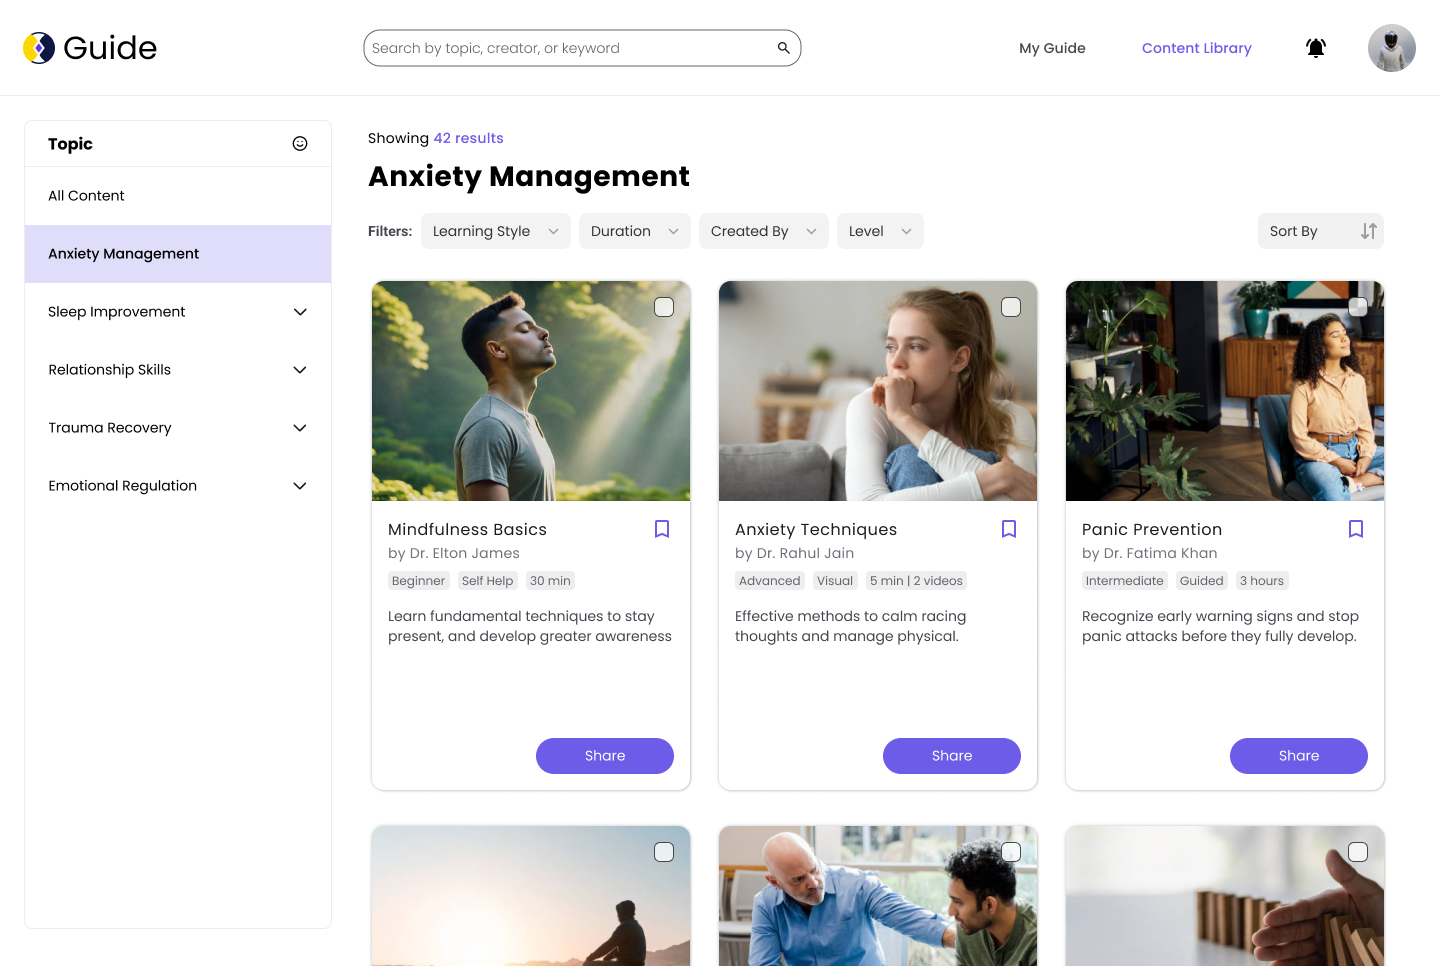 Guide
Search by topic, creator, or keyword
My Guide
Content Library
Topic
All Content
Anxiety Management
Sleep Improvement
Relationship Skills
Trauma Recovery
Emotional Regulation
Showing 42 results
Anxiety Management
Filters:
Learning Style
Duration
Created By
Level
Sort By
Mindfulness Basics
by Dr. Elton James
Beginner
Self Help
30 min
Learn fundamental techniques to stay
present, and develop greater awareness
Share
Anxiety Techniques
by Dr. Rahul Jain
Advanced
Visual
5 min | 2 videos
Effective methods to calm racing
thoughts and manage physical.
Share
Panic Prevention
by Dr. Fatima Khan
Intermediate
Guided
3 hours
Recognize early warning signs and stop
panic attacks before they fully develop.
Share